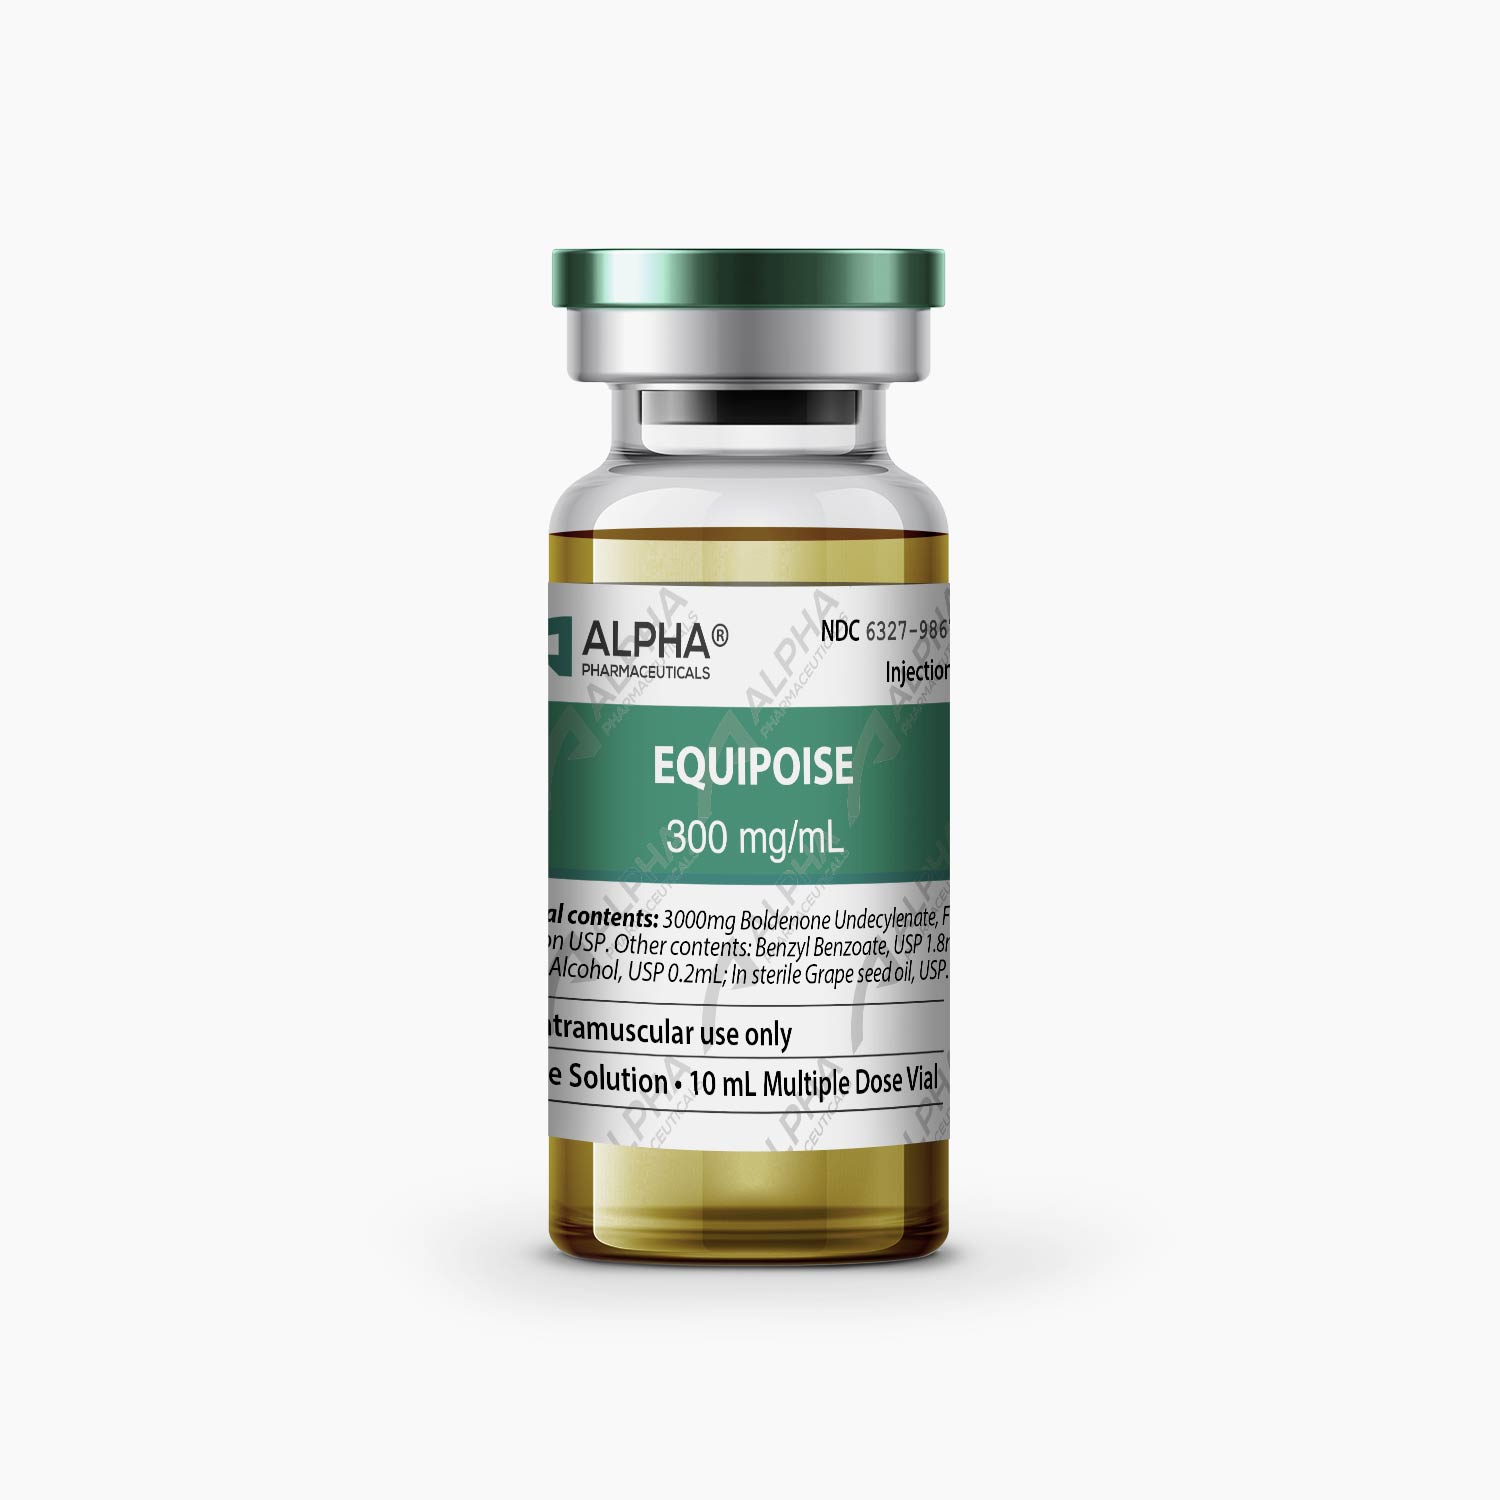 ALPHA®
PHARMACEUTICALS
NDC 6327-986
Injection
EQUIPOISE
300 mg/mL
al contents: 3000mg Boldenone Undecylenate, F
on USP. Other contents: Benzyl Benzoate, USP 1.8m
Alcohol, USP 0.2mL; In sterile Grape seed oil, USP.
ntramuscular use only
e Solution • 10 mL Multiple Dose Vial